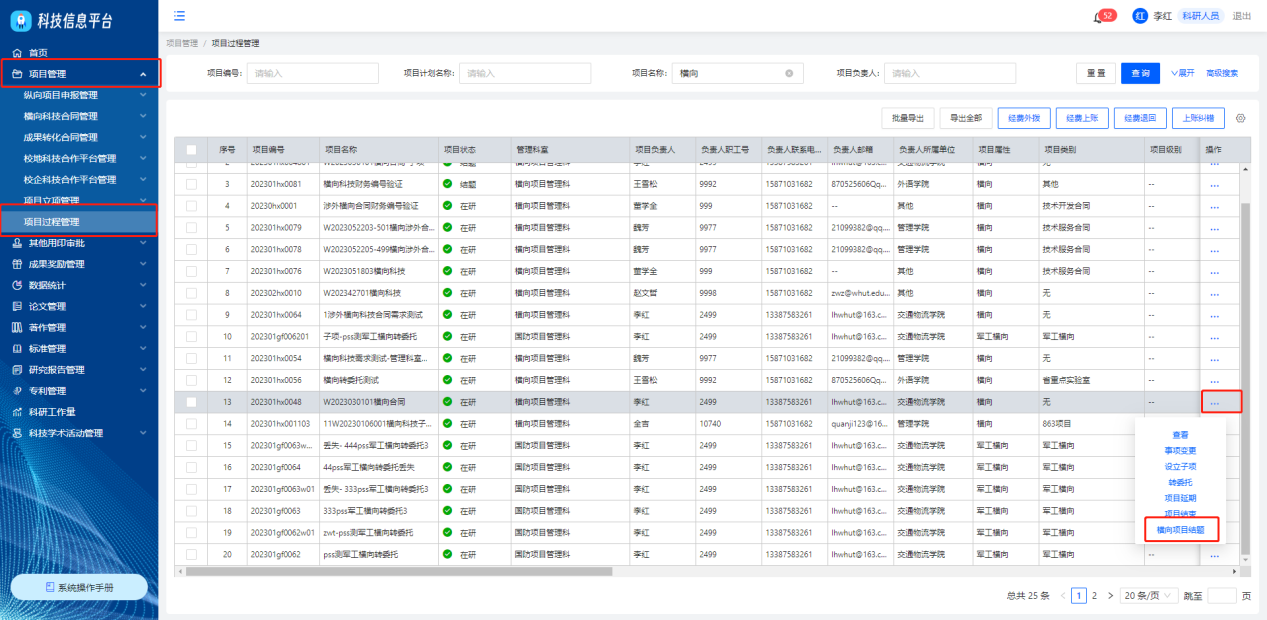 科技信息平台
52 红 李红 科研人员 退出
首页
项目管理
纵向项目申报管理
横向科技合同管理
成果转化合同管理
校地科技合作平台管理
校企科技合作平台管理
项目立项管理
项目过程管理
其他用印审批
成果奖励管理
数据统计
论文管理
著作管理
标准管理
研究报告管理
专利管理
科研工作量
科技学术活动管理
系统操作手册
项目管理 / 项目过程管理
项目编号: 请输入 项目计划名称: 请输入 项目名称: 横向 项目负责人: 请输入 重置 查询 展开 高级搜索
批量导出 导出全部 经费外拨 经费上账 经费退回 上账纠错
序号 项目编号 项目名称 项目状态 管理科室 项目负责人 负责人职工号 负责人联系电... 负责人邮箱 负责人所属单位 项目属性 项目类别 项目级别 操作
3 202301hx0081 横向科技财务编号验证 结题 横向项目管理科 王雪松 9992 15871031682 870525606Qq... 外语学院 横向 其他 -- ...
4 20230hx0001 涉外横向合同财务编号验证 在研 横向项目管理科 董学全 999 15871031682 -- 其他 横向 技术开发合同 -- ...
5 202301hx0079 W2023052203-501横向涉外合... 在研 横向项目管理科 魏芳 9977 15871031682 21099382@qq.... 管理学院 横向 技术服务合同 -- ...
6 202301hx0078 W2023052205-499横向涉外合... 在研 横向项目管理科 魏芳 9977 15871031682 21099382@qq.... 管理学院 横向 技术服务合同 -- ...
7 202301hx0076 W2023051803横向科技 在研 横向项目管理科 董学全 999 15871031682 -- 其他 横向 技术服务合同 -- ...
8 202302hx0010 W202342701横向科技 在研 横向项目管理科 赵文哲 9998 15871031682 zwz@whut.edu... 其他 横向 无 -- ...
9 202301hx0064 1涉外横向科技合同需求测试 在研 横向项目管理科 李红 2499 13387583261 lhwhut@163.c... 交通物流学院 横向 无 -- ...
10 202301gf006201 子项-pss测军工横向转委托 在研 国防项目管理科 李红 2499 13387583261 lhwhut@163.c... 交通物流学院 军工横向 军工横向 -- ...
11 202301hx0054 横向科技需求测试-管理科室... 在研 横向项目管理科 魏芳 9977 15871031682 21099382@qq.... 管理学院 横向 无 -- ...
12 202301hx0056 横向转委托测试 在研 横向项目管理科 王雪松 9992 15871031682 870525606Qq... 外语学院 横向 省重点实验室 -- ...
13 202301hx0048 W2023030101横向合同 在研 横向项目管理科 李红 2499 13387583261 lhwhut@163.c... 交通物流学院 横向 无 -- ...
14 202301hx001103 11W20230106001横向科技子... 在研 横向项目管理科 金吉 10740 15871031682 quanji123@16... 管理学院 横向 863项目
15 202301gf0063w... 丢失- 444pss军工横向转委托3 在研 国防项目管理科 李红 2499 13387583261 lhwhut@163.c... 交通物流学院 军工横向 军工横向
16 202301gf0064 44pss军工横向转委托丢失 在研 国防项目管理科 李红 2499 13387583261 lhwhut@163.c... 交通物流学院 军工横向 军工横向
17 202301gf0063w01 丢失- 333pss军工横向转委托3 在研 国防项目管理科 李红 2499 13387583261 lhwhut@163.c... 交通物流学院 军工横向 军工横向
18 202301gf0063 333pss军工横向转委托3 在研 国防项目管理科 李红 2499 13387583261 lhwhut@163.c... 交通物流学院 军工横向 军工横向
19 202301gf0062w01 zwt-pss测军工横向转委托 在研 国防项目管理科 李红 2499 13387583261 lhwhut@163.c... 交通物流学院 军工横向 军工横向
20 202301gf0062 pss测军工横向转委托 在研 国防项目管理科 李红 2499 13387583261 lhwhut@163.c... 交通物流学院 军工横向 军工横向 -- ...
查看
事项变更
设立子项
转委托
项目延期
项目结束
横向项目结题
总共 25 条 < 1 2 > 20 条/页 跳至 页